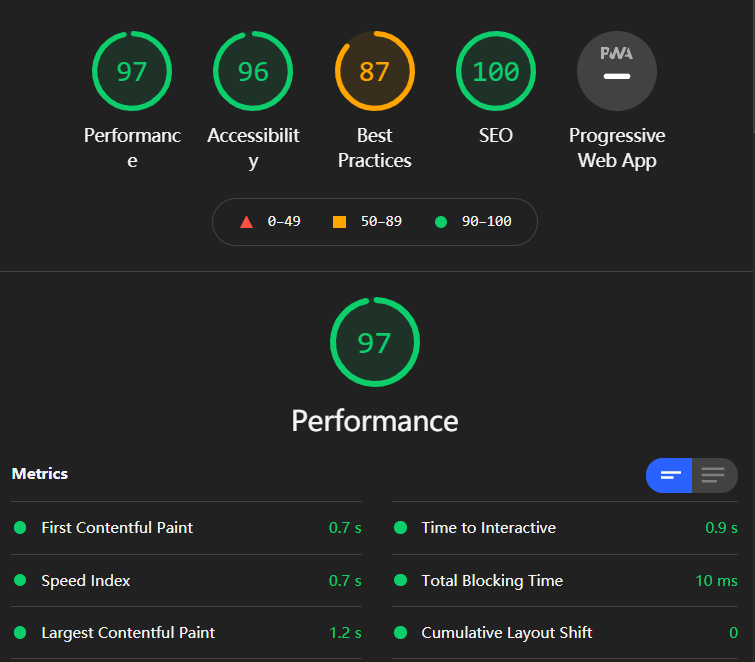 97 96 87 100 PWA
Performanc Accessibilit Best SEO Progressive
e y Practices Web App
0–49 50–89 90–100
97
Performance
Metrics
First Contentful Paint 0.7 s Time to Interactive 0.9 s
Speed Index 0.7 s Total Blocking Time 10 ms
Largest Contentful Paint 1.2 s Cumulative Layout Shift 0